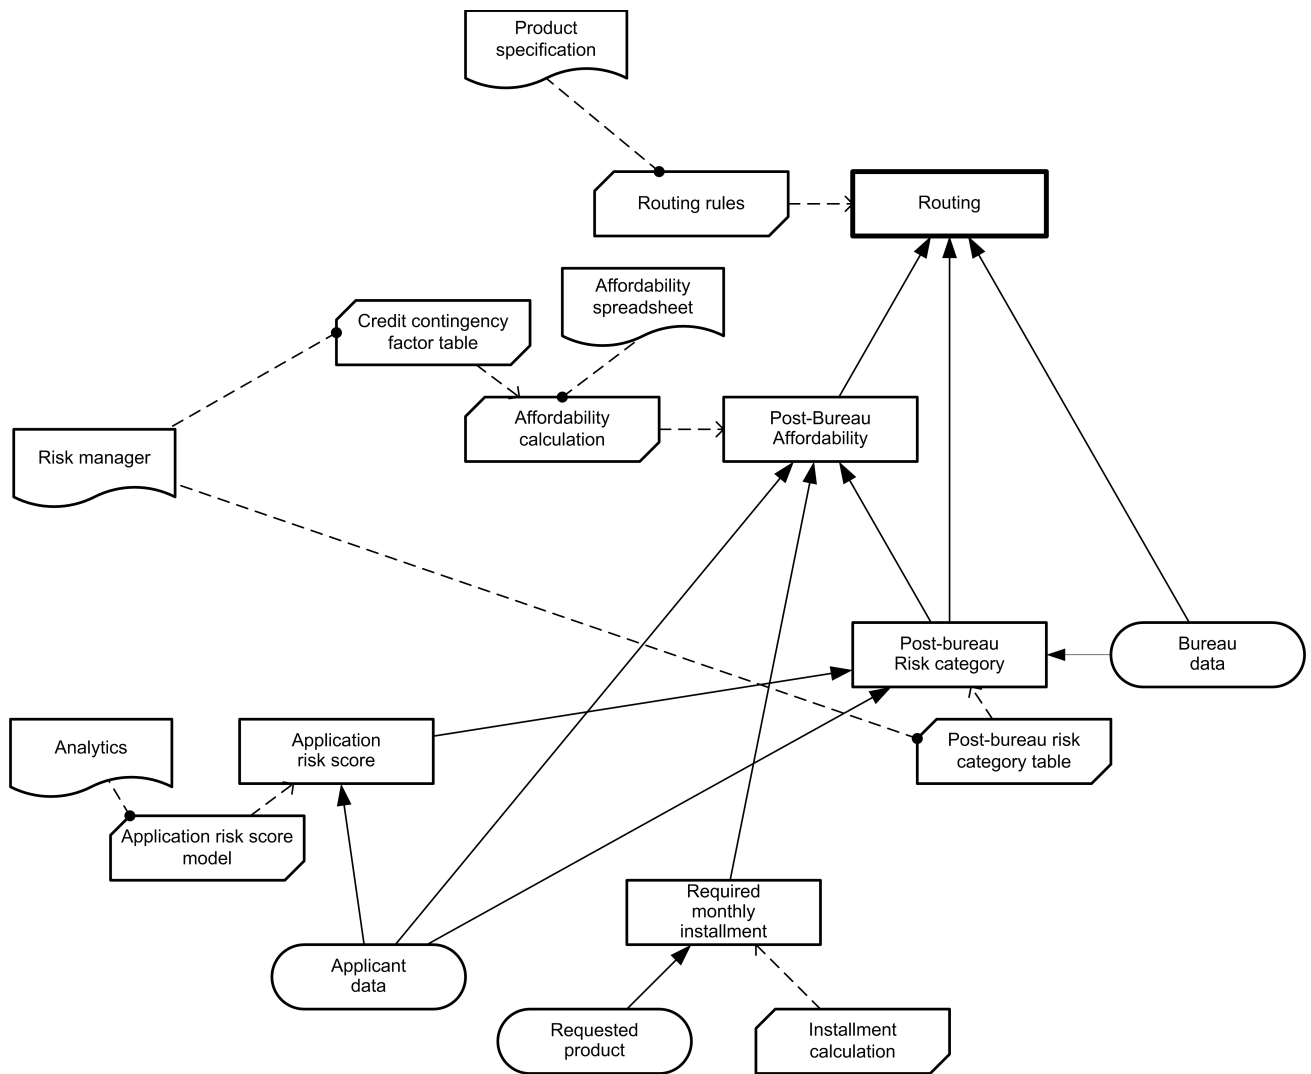 Product
specification
Routing rules
Routing
Affordability
spreadsheet
Credit contingency
factor table
Affordability
calculation
Post-Bureau
Affordability
Risk manager
Post-bureau
Risk category
Bureau
data
Analytics
Application
risk score
Post-bureau risk
category table
Application risk score
model
Required
monthly
installment
Applicant
data
Requested
product
Installment
calculation